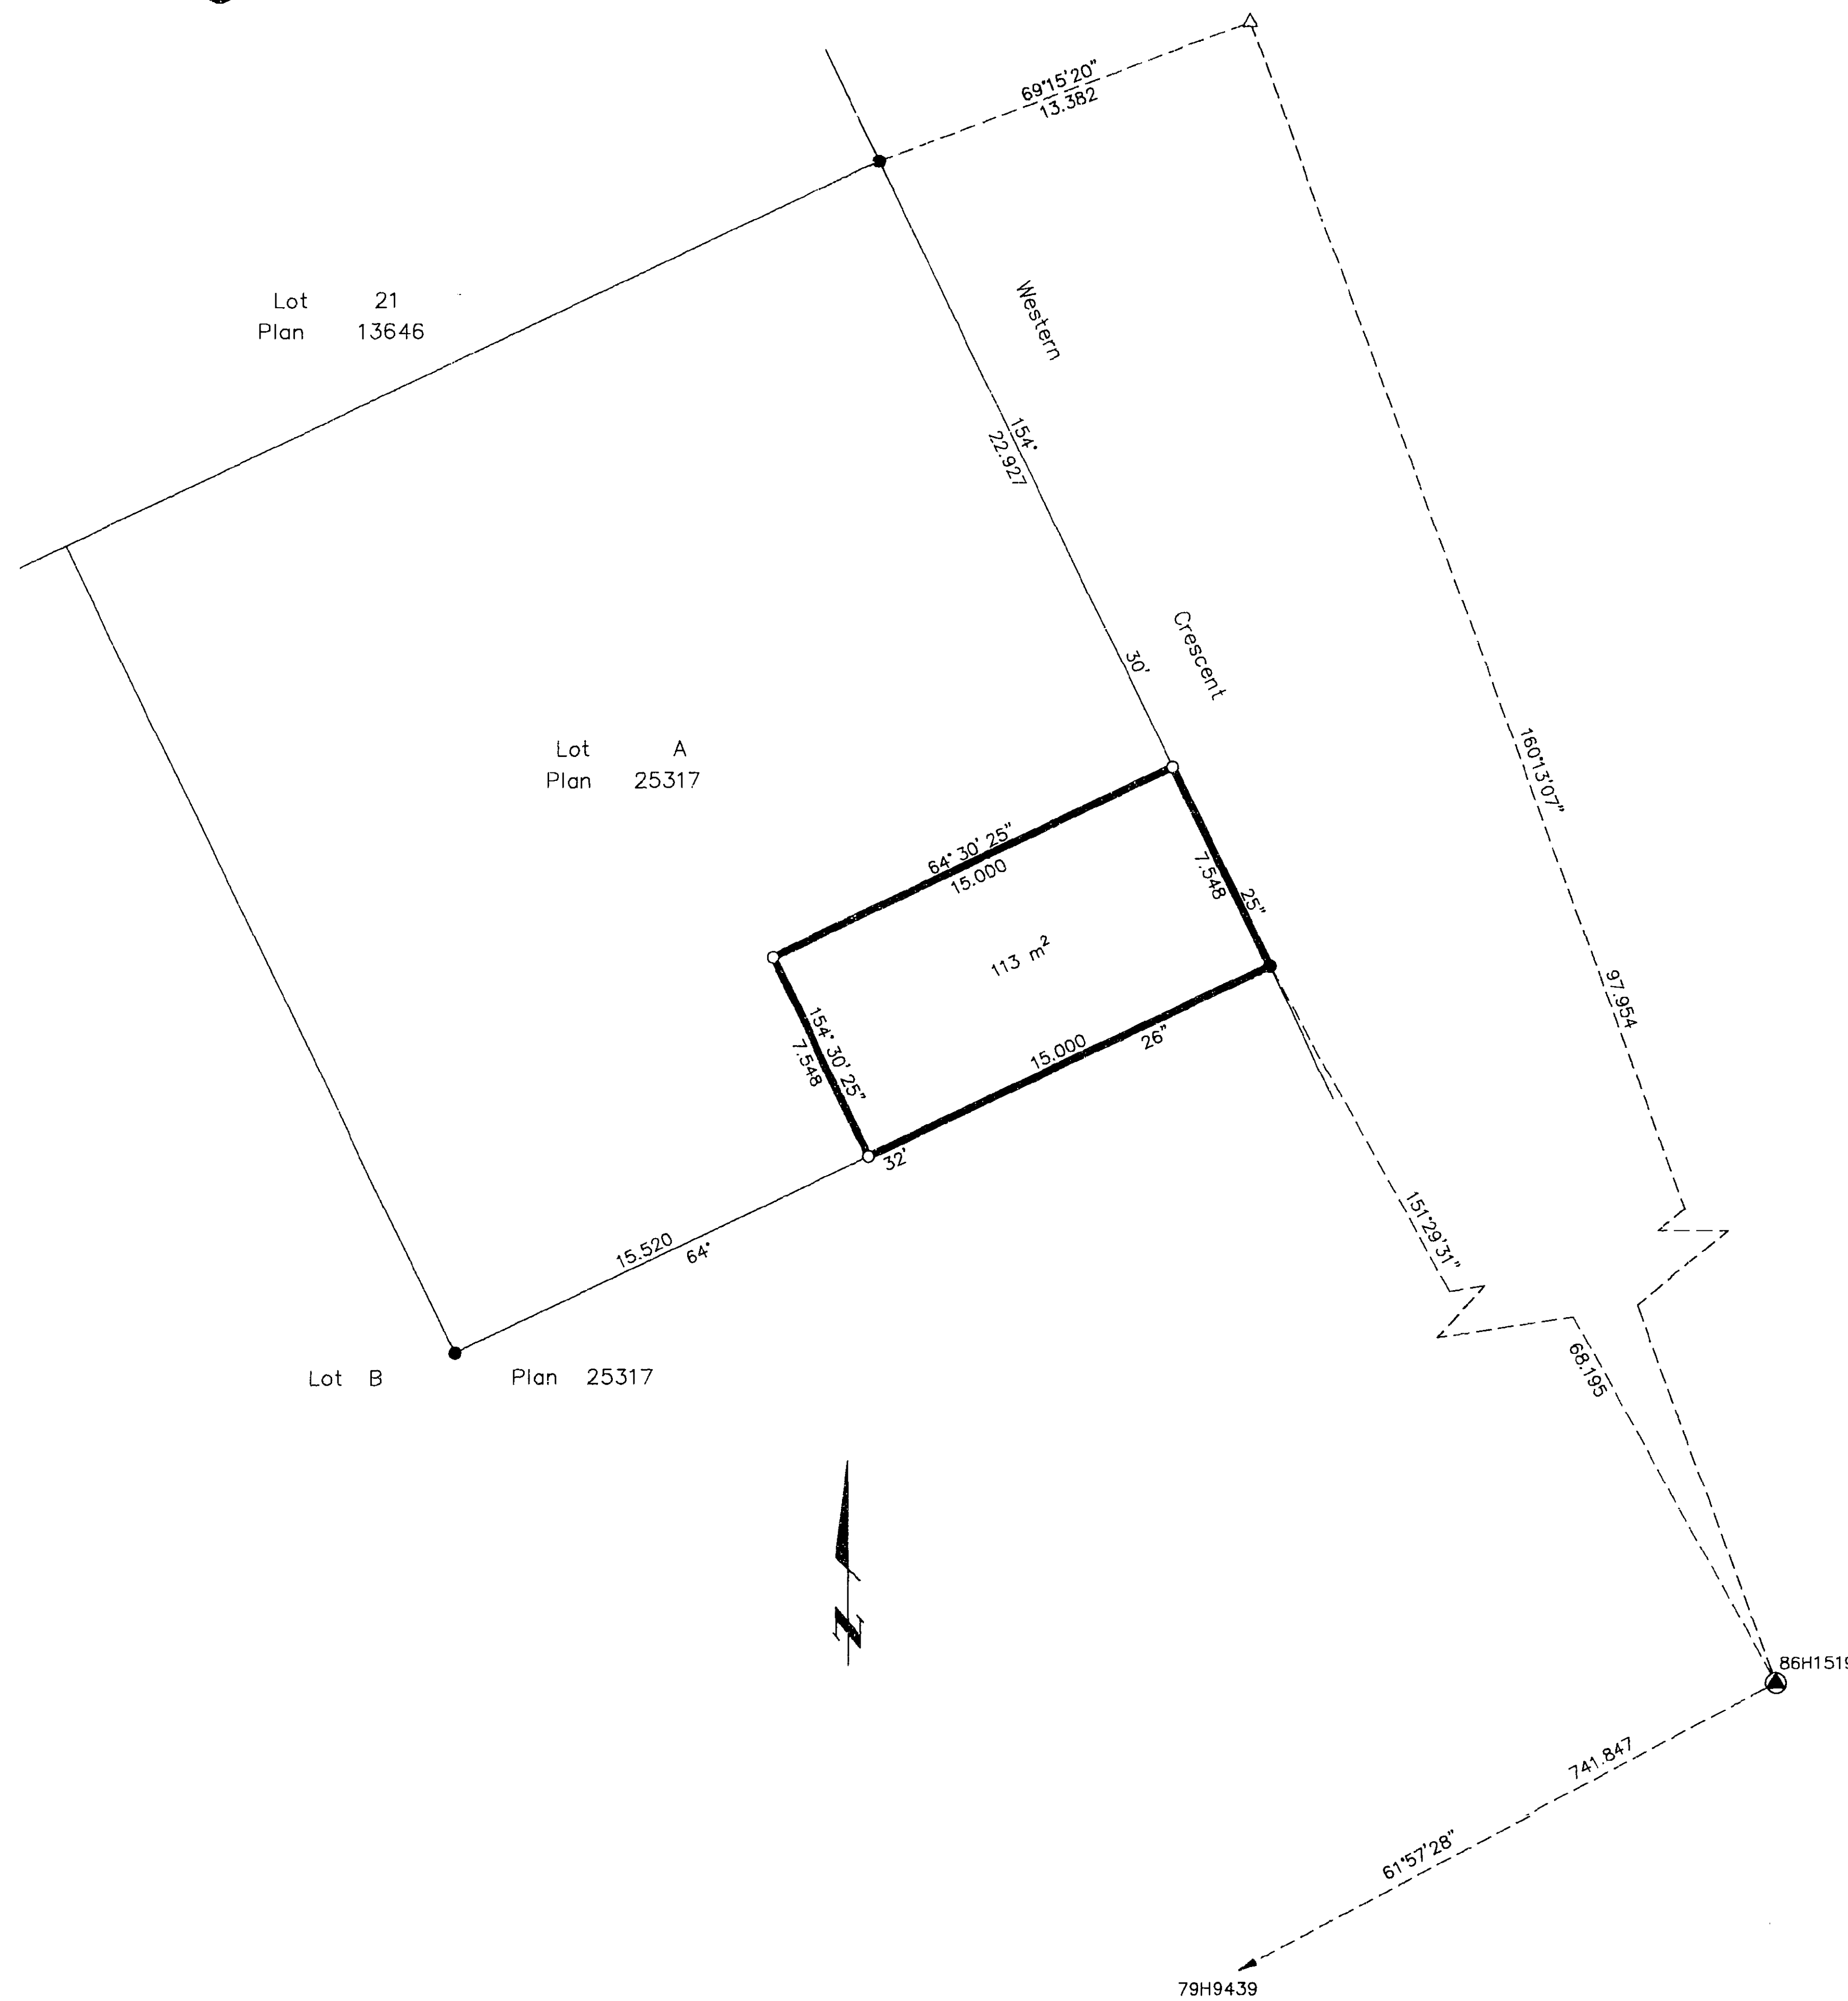 69°15'20"
13.382
Lot 21
Plan 13646
Western
154°
22.927
30'
Crescent
Lot A
Plan 25317
160°13'07"
64° 30' 25"
15.000
7.548
25"
113 m²
97.954
154° 30' 25"
7.548
15.000
26"
32'
15.520
64°
151°29'31"
68.195
Lot B Plan 25317
N
86H1519
741.847
61°57'28"
79H9439